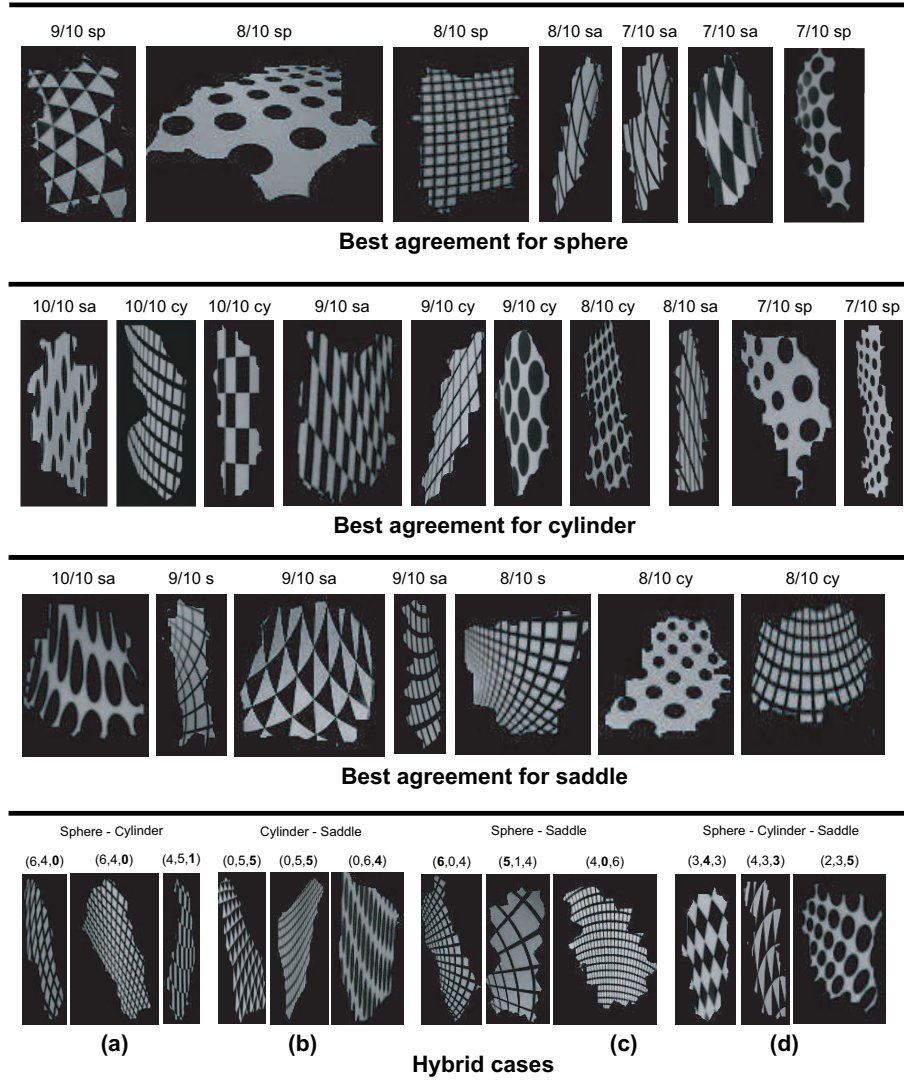 9/10 sp 8/10 sp 8/10 sp 8/10 sa 7/10 sa 7/10 sa 7/10 sp
Best agreement for sphere
10/10 sa 10/10 cy 10/10 cy 9/10 sa 9/10 cy 9/10 cy 8/10 cy 8/10 sa 7/10 sp 7/10 sp
Best agreement for cylinder
10/10 sa 9/10 s 9/10 sa 9/10 sa 8/10 s 8/10 cy 8/10 cy
Best agreement for saddle
Sphere - Cylinder Cylinder - Saddle Sphere - Saddle Sphere - Cylinder - Saddle
(6,4,0) (6,4,0) (4,5,1) (0,5,5) (0,5,5) (0,6,4) (6,0,4) (5,1,4) (4,0,6) (3,4,3) (4,3,3) (2,3,5)
(a) (b) (c) (d)
Hybrid cases